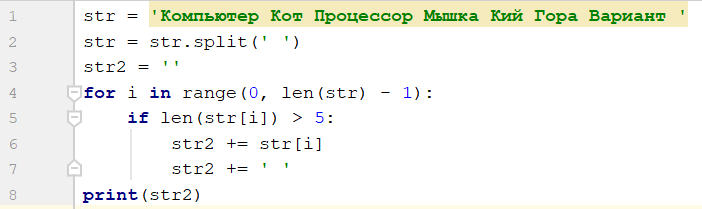 1 str = 'Компьютер Кот Процессор Мышка Кий Гора Вариант '
2 str = str.split(' ')
3 str2 = ''
4 for i in range(0, len(str) - 1):
5     if len(str[i]) > 5:
6         str2 += str[i]
7         str2 += ' '
8 print(str2)